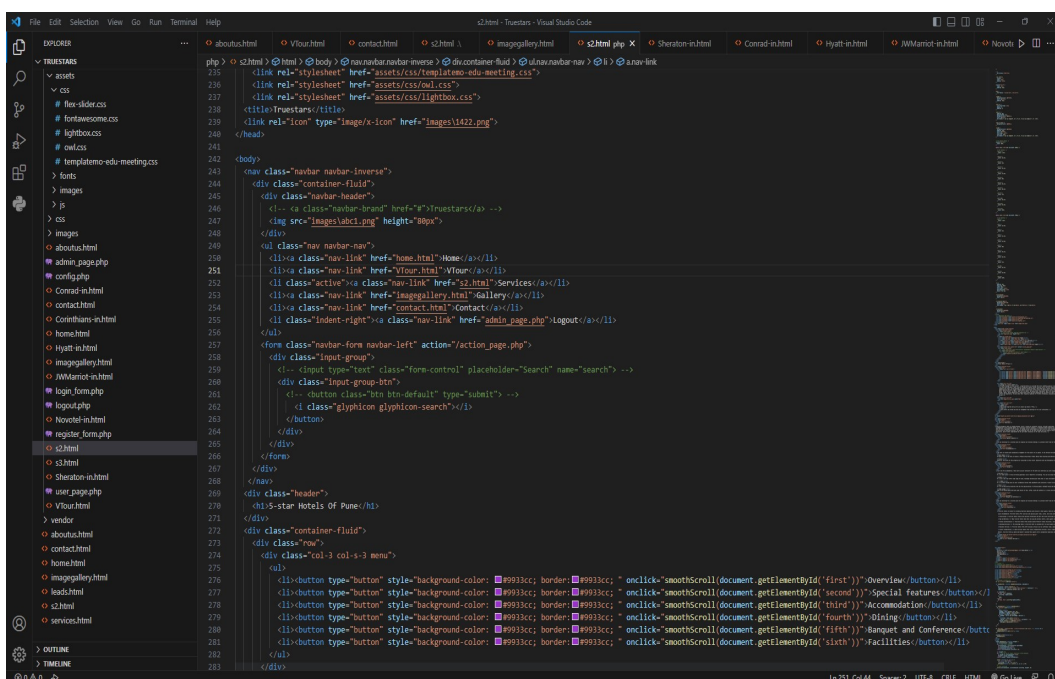 File Edit Selection View Go Run Terminal Help
s2.html - Truestars - Visual Studio Code
EXPLORER ...
aboutus.html VTour.html contact.html s2.html .\ imagegallery.html s2.html php X Sheraton-in.html Conrad-in.html Hyatt-in.html JWMarriot-in.html Novote
TRUESTARS
assets
css
flex-slider.css
fontawesome.css
lightbox.css
owl.css
templatemo-edu-meeting.css
fonts
images
js
css
images
aboutus.html
admin_page.php
config.php
Conrad-in.html
contact.html
Corinthians-in.html
home.html
Hyatt-in.html
imagegallery.html
JWMarriot-in.html
login_form.php
logout.php
Novotel-in.html
register_form.php
s2.html
s3.html
Sheraton-in.html
user_page.php
VTour.html
vendor
aboutus.html
contact.html
home.html
imagegallery.html
leads.html
s2.html
services.html
OUTLINE
TIMELINE
php > s2.html > html > body > nav.navbar.navbar-inverse > div.container-fluid > ul.nav.navbar-nav > li > a.nav-link
235 <link rel="stylesheet" href="assets/css/templatemo-edu-meeting.css">
236 <link rel="stylesheet" href="assets/css/owl.css">
237 <link rel="stylesheet" href="assets/css/lightbox.css">
238 <title>Truestars</title>
239 <link rel="icon" type="image/x-icon" href="images\1422.png">
240 </head>
241
242 <body>
243 <nav class="navbar navbar-inverse">
244 <div class="container-fluid">
245 <div class="navbar-header">
246 <!-- <a class="navbar-brand" href="#">Truestars</a> -->
247 <img src="images\abc1.png" height="80px">
248 </div>
249 <ul class="nav navbar-nav">
250 <li><a class="nav-link" href="home.html">Home</a></li>
251 <li><a class="nav-link" href="VTour.html">VTour</a></li>
252 <li class="active"><a class="nav-link" href="s2.html">Services</a></li>
253 <li><a class="nav-link" href="imagegallery.html">Gallery</a></li>
254 <li><a class="nav-link" href="contact.html">Contact</a></li>
255 <li class="indent-right"><a class="nav-link" href="admin_page.php">Logout</a></li>
256 </ul>
257 <form class="navbar-form navbar-left" action="/action_page.php">
258 <div class="input-group">
259 <!-- <input type="text" class="form-control" placeholder="Search" name="search"> -->
260 <div class="input-group-btn">
261 <!-- <button class="btn btn-default" type="submit"> -->
262 <i class="glyphicon glyphicon-search"></i>
263 </button>
264 </div>
265 </div>
266 </form>
267 </div>
268 </nav>
269 <div class="header">
270 <h1>5-star Hotels Of Pune</h1>
271 </div>
272 <div class="container-fluid">
273 <div class="row">
274 <div class="col-3 col-s-3 menu">
275 <ul>
276 <li><button type="button" style="background-color: #9933cc; border: #9933cc; " onclick="smoothScroll(document.getElementById('first'))">Overview</button></li>
277 <li><button type="button" style="background-color: #9933cc; border: #9933cc; " onclick="smoothScroll(document.getElementById('second'))">Special features</button></l
278 <li><button type="button" style="background-color: #9933cc; border: #9933cc; " onclick="smoothScroll(document.getElementById('third'))">Accommodation</button></li>
279 <li><button type="button" style="background-color: #9933cc; border: #9933cc; " onclick="smoothScroll(document.getElementById('fourth'))">Dining</button></li>
280 <li><button type="button" style="background-color: #9933cc; border: #9933cc; " onclick="smoothScroll(document.getElementById('fifth'))">Banquet and Conference</butto
281 <li><button type="button" style="background-color: #9933cc; border: #9933cc; " onclick="smoothScroll(document.getElementById('sixth'))">Facilities</button></li>
282 </ul>
283 </div>
0 0 Ln 251, Col 44 Spaces: 2 UTF-8 CRLF HTML Go Live